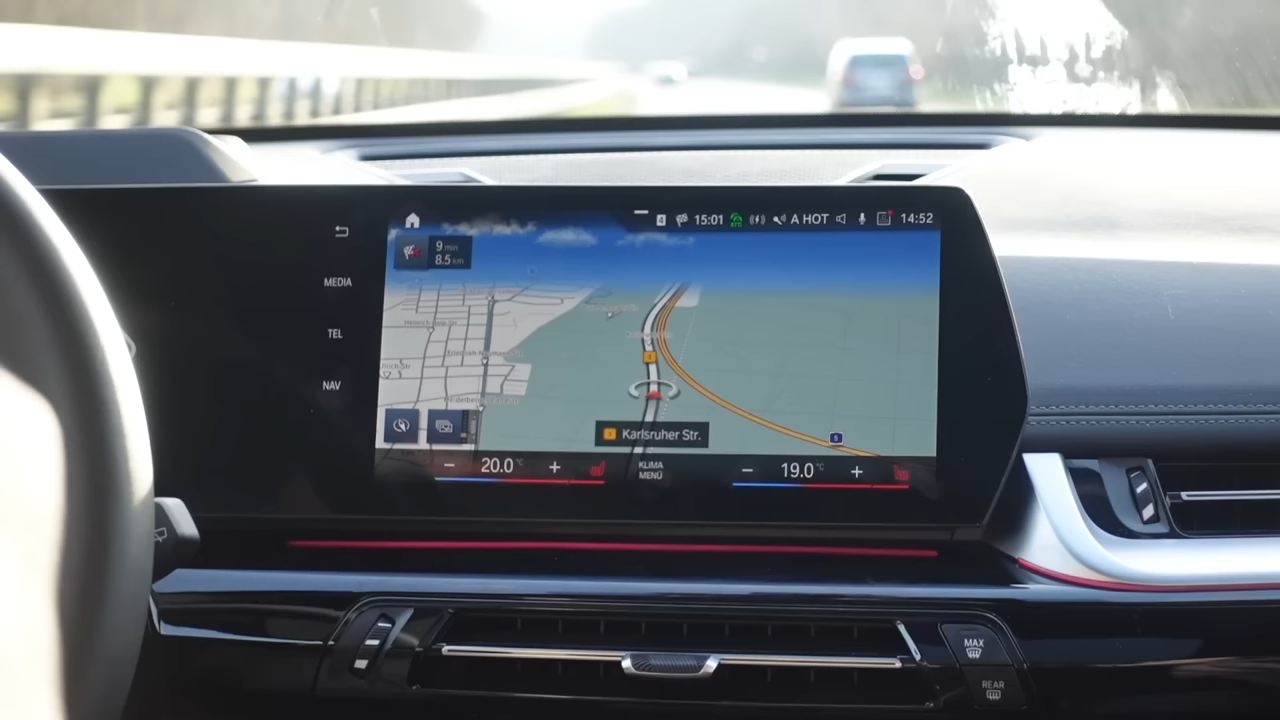 4 15:01 A HOT 14:52
9 min
8.5 km
MEDIA
TEL
NAV
Karlsruher Str.
− 20.0 °C +
KLIMA
MENÜ
− 19.0 °C +
MAX
REAR